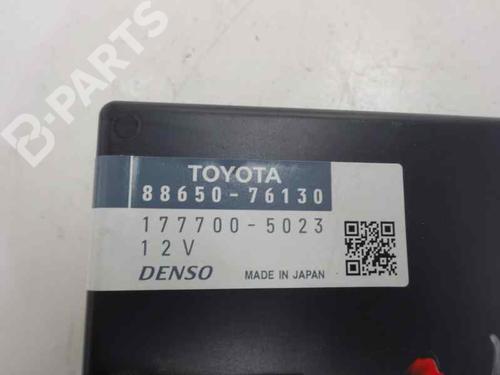 B-PARTS
TOYOTA
88650-76130
177700-5023
12V
DENSO MADE IN JAPAN